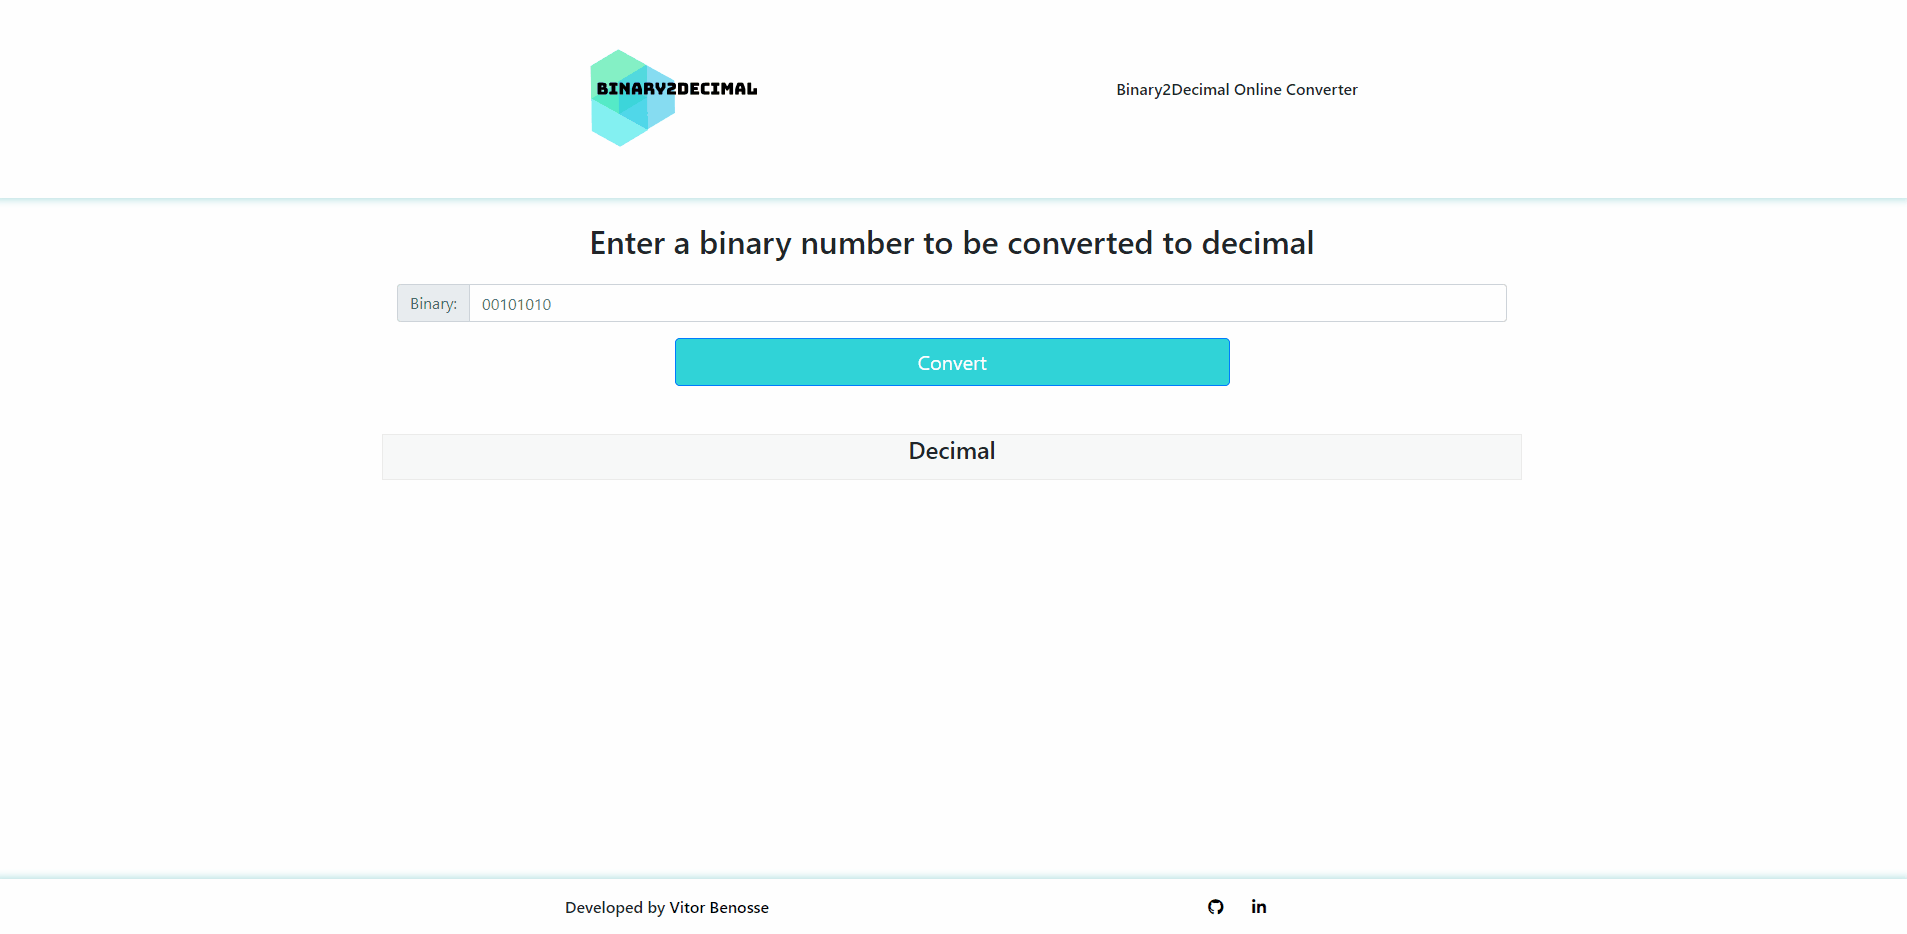 BINARY2DECIMAL
Binary2Decimal Online Converter
Enter a binary number to be converted to decimal
Binary: 00101010
Convert
Decimal
Developed by Vitor Benosse